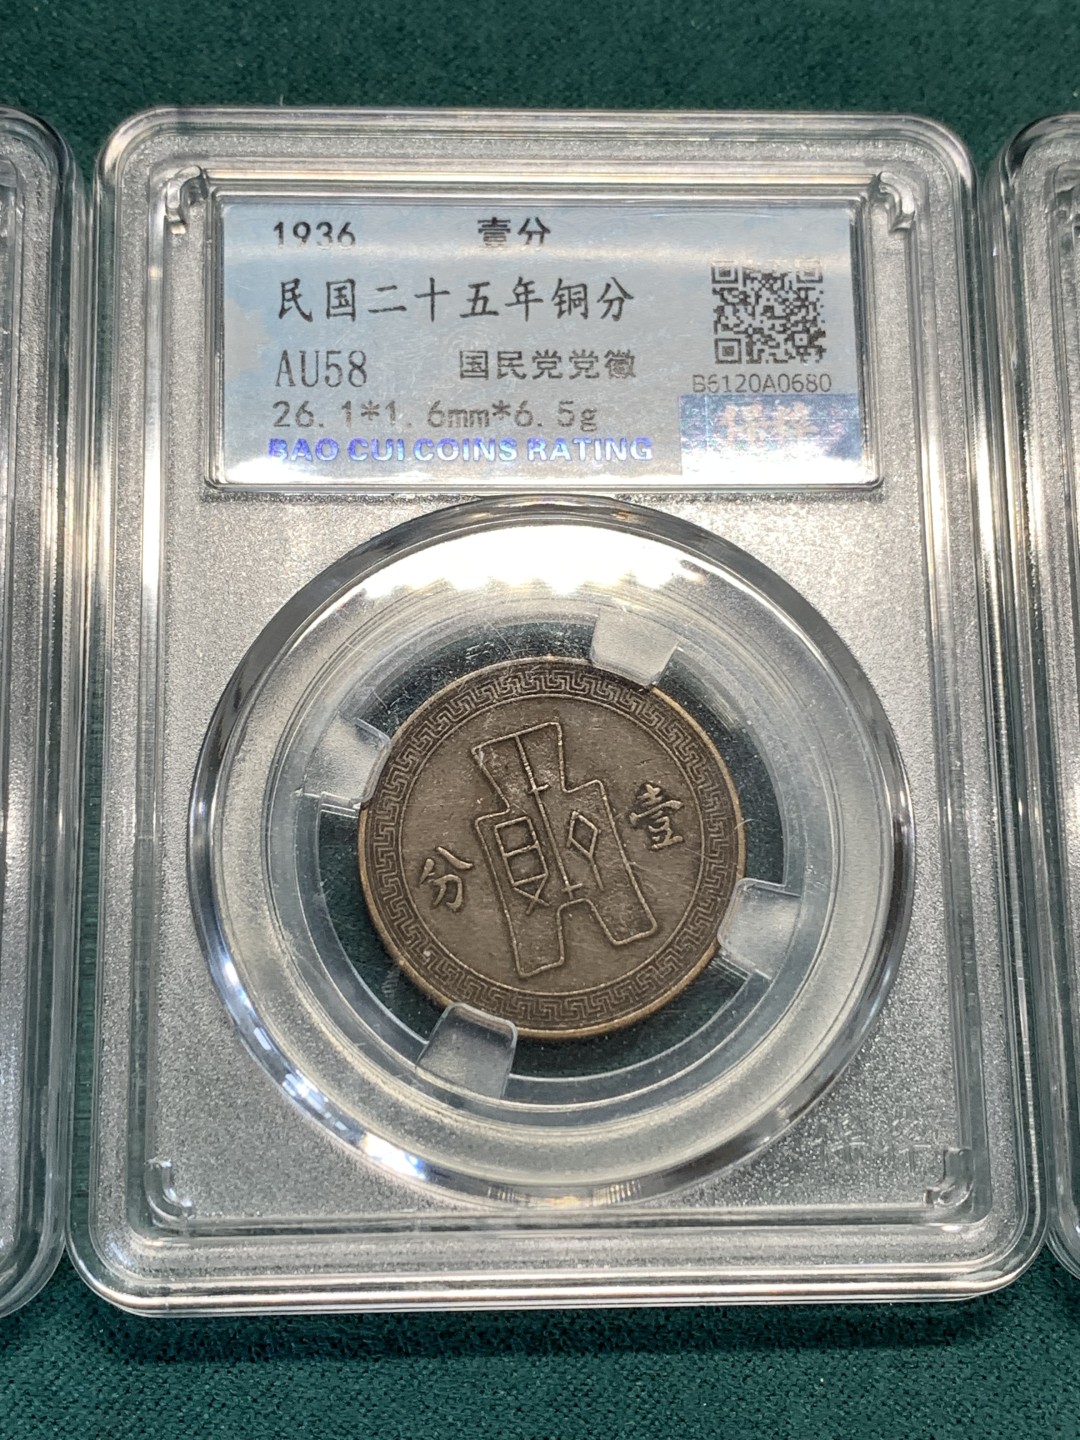 1936 壹分
民国二十五年铜分
AU58 国民党党徽
B6120A0680
26.1*1.6mm*6.5g
BAO CUI COINS RATING
壹
分